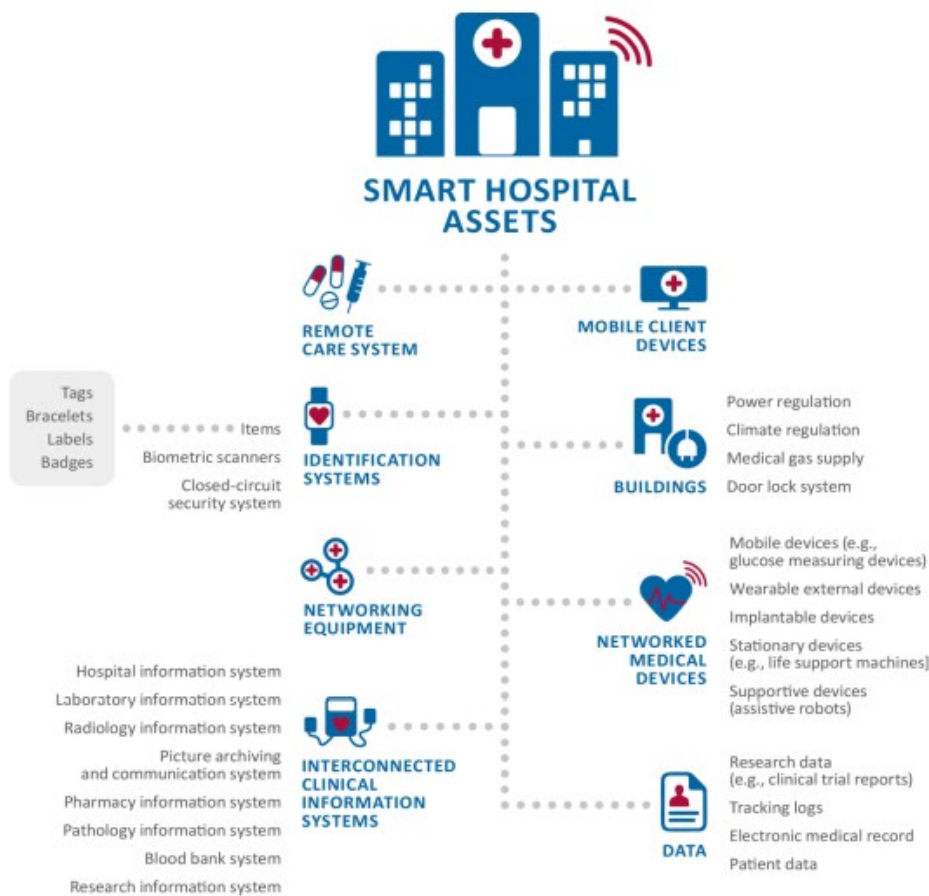 SMART HOSPITAL
ASSETS
REMOTE
CARE SYSTEM
MOBILE CLIENT
DEVICES
Tags
Bracelets
Labels
Badges
Items
Biometric scanners
Closed-circuit
security system
IDENTIFICATION
SYSTEMS
BUILDINGS
Power regulation
Climate regulation
Medical gas supply
Door lock system
NETWORKING
EQUIPMENT
NETWORKED
MEDICAL
DEVICES
Mobile devices (e.g.,
glucose measuring devices)
Wearable external devices
Implantable devices
Stationary devices
(e.g., life support machines]
Supportive devices
(assistive robots)
Hospital information system
Laboratory information system
Radiology information system
Picture archiving
and communication system
Pharmacy information system
Pathology information system
Blood bank system
Research information system
INTERCONNECTED
CLINICAL
INFORMATION
SYSTEMS
DATA
Research data
(e.g., clinical trial reports)
Tracking logs
Electronic medical record
Patient data